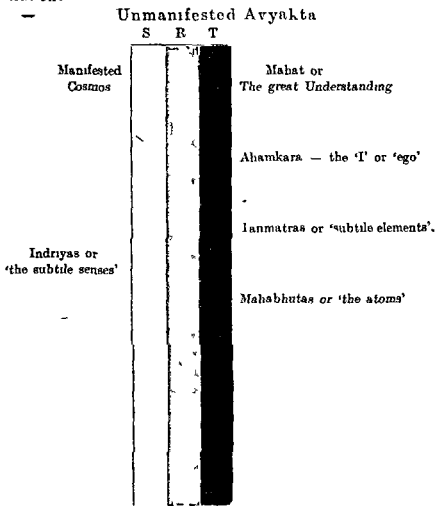 Unmanifested Avyakta
S R T
Manifested
Cosmos
Mahat or
The great Understanding
Ahamkara — the 'I' or 'ego'
Ianmatras or 'subtile elements'.
Indriyas or
'the subtile senses'
Mahabhutas or 'the atoms'